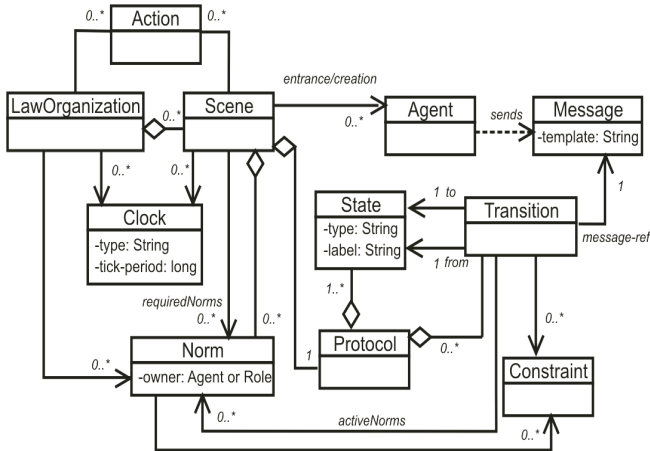 0..*
Action
0..*
LawOrganization
0..*
Scene
entrance/creation
0..*
Agent
sends
Message
-template: String
0..*
0..*
Clock
-type: String
-tick-period: long
State
-type: String
-label: String
1 to
1 from
Transition
1
message-ref
requiredNorms
0..*
0..*
1..*
0..*
Norm
-owner: Agent or Role
0..*
1
Protocol
0..*
Constraint
0..*
activeNorms
0..*